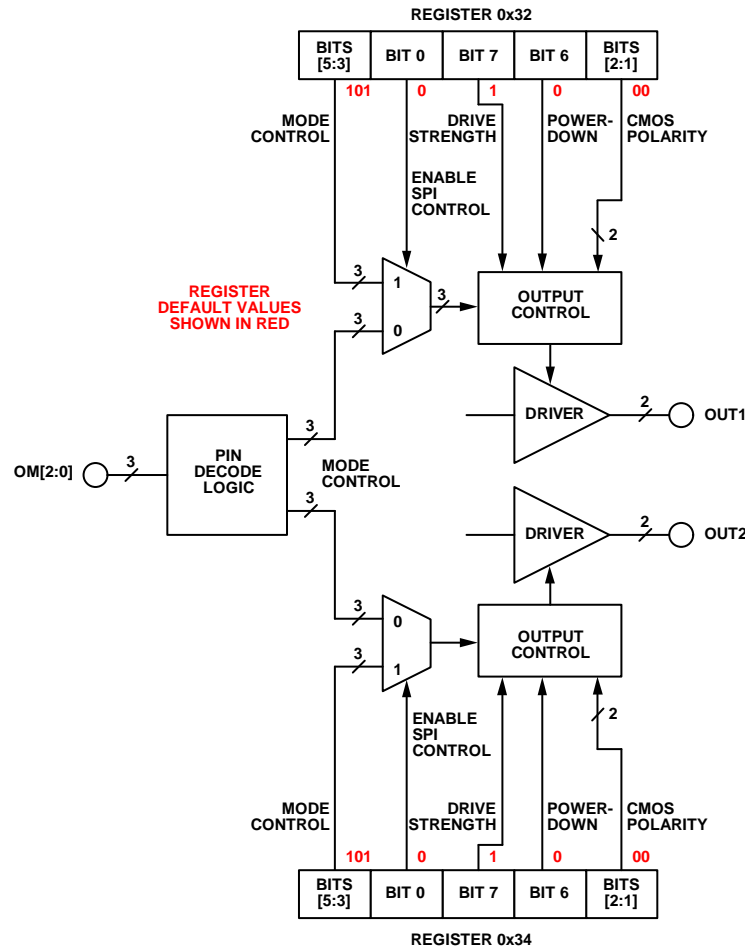 REGISTER 0x32
BITS
[5:3]
BIT 0
BIT 7
BIT 6
BITS
[2:1]
101
0
1
0
00
MODE
CONTROL
DRIVE
STRENGTH
POWER-
DOWN
CMOS
POLARITY
ENABLE
SPI
CONTROL
2
3
1
3
REGISTER
DEFAULT VALUES
SHOWN IN RED
3
0
OUTPUT
CONTROL
DRIVER
2
OUT1
3
OM[2:0]
3
PIN
DECODE
LOGIC
MODE
CONTROL
3
DRIVER
2
OUT2
3
0
3
1
OUTPUT
CONTROL
2
ENABLE
SPI
CONTROL
MODE
CONTROL
DRIVE
STRENGTH
POWER-
DOWN
CMOS
POLARITY
101
0
1
0
00
BITS
[5:3]
BIT 0
BIT 7
BIT 6
BITS
[2:1]
REGISTER 0x34